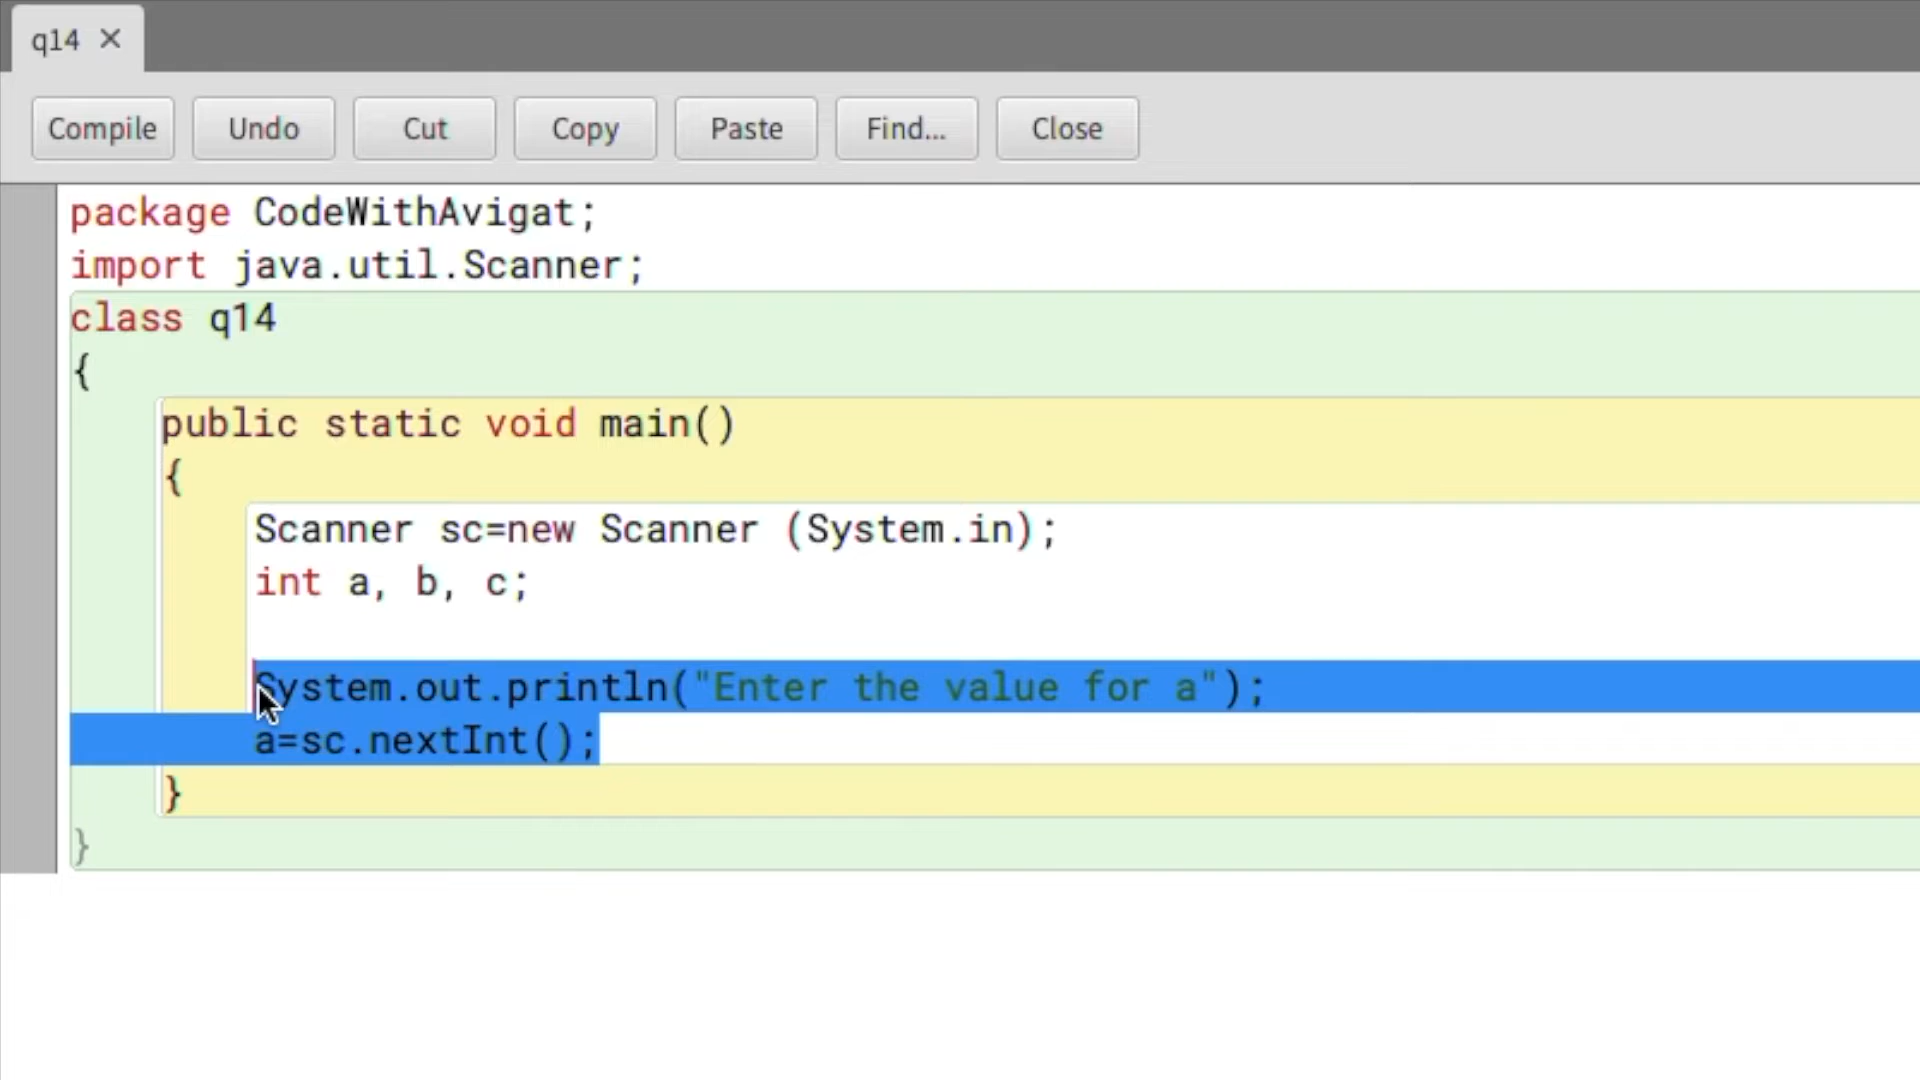 q14 ×
Compile Undo Cut Copy Paste Find... Close
package CodeWithAvigat;
import java.util.Scanner;
class q14
{
public static void main()
{
Scanner sc=new Scanner (System.in);
int a, b, c;
System.out.println("Enter the value for a");
a=sc.nextInt();
}
}